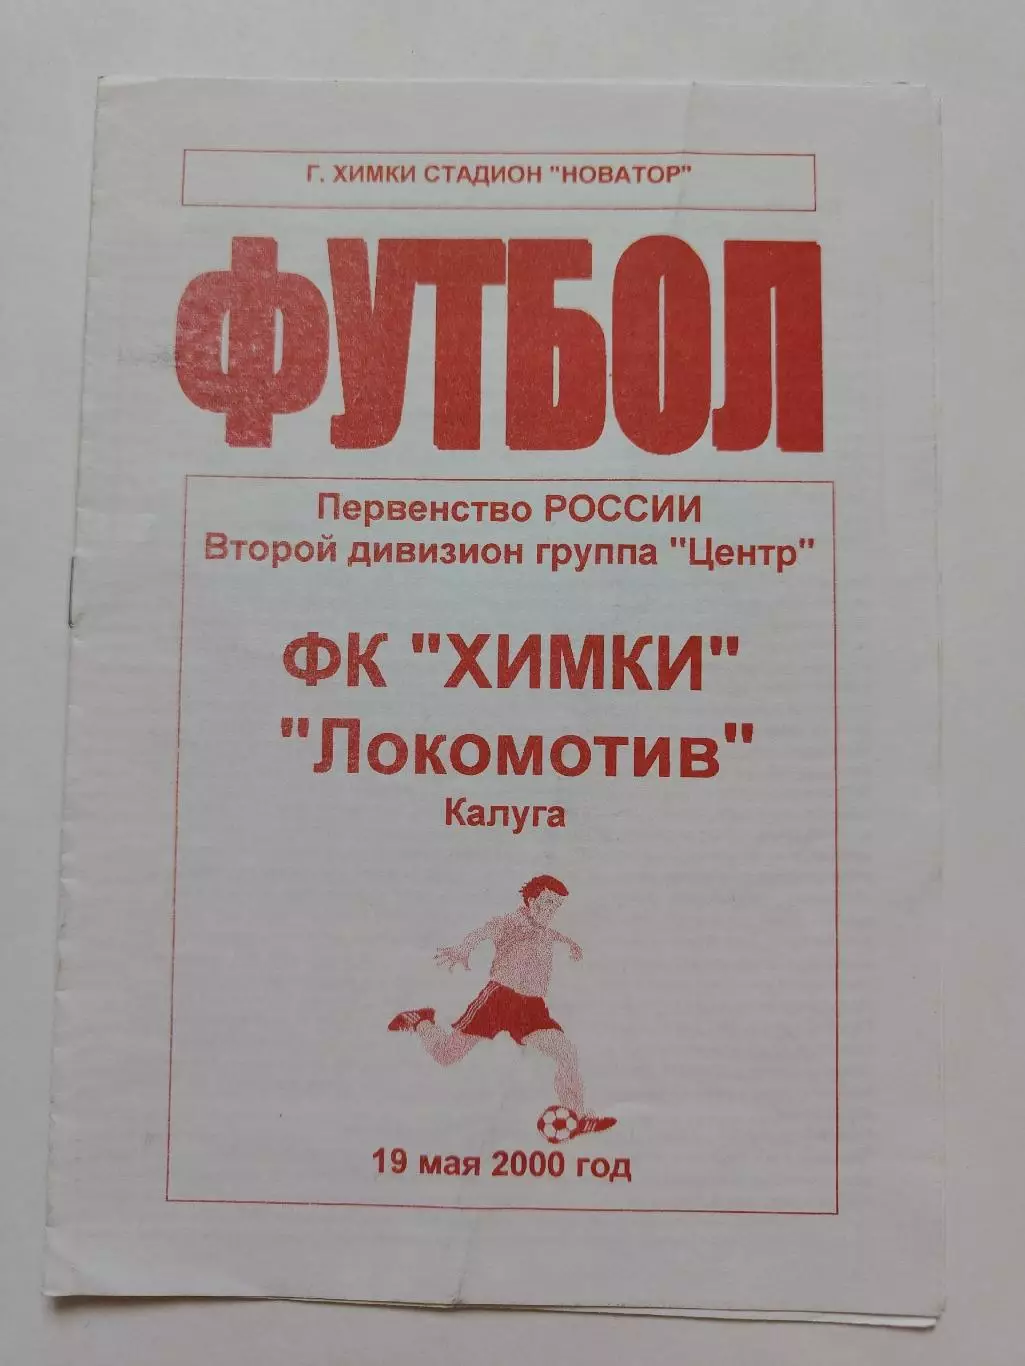 Г. ХИМКИ СТАДИОН "НОВАТОР"
ФУТБОЛ
Первенство РОССИИ
Второй дивизион группа "Центр"
ФК "ХИМКИ"
"Локомотив"
Калуга
19 мая 2000 год